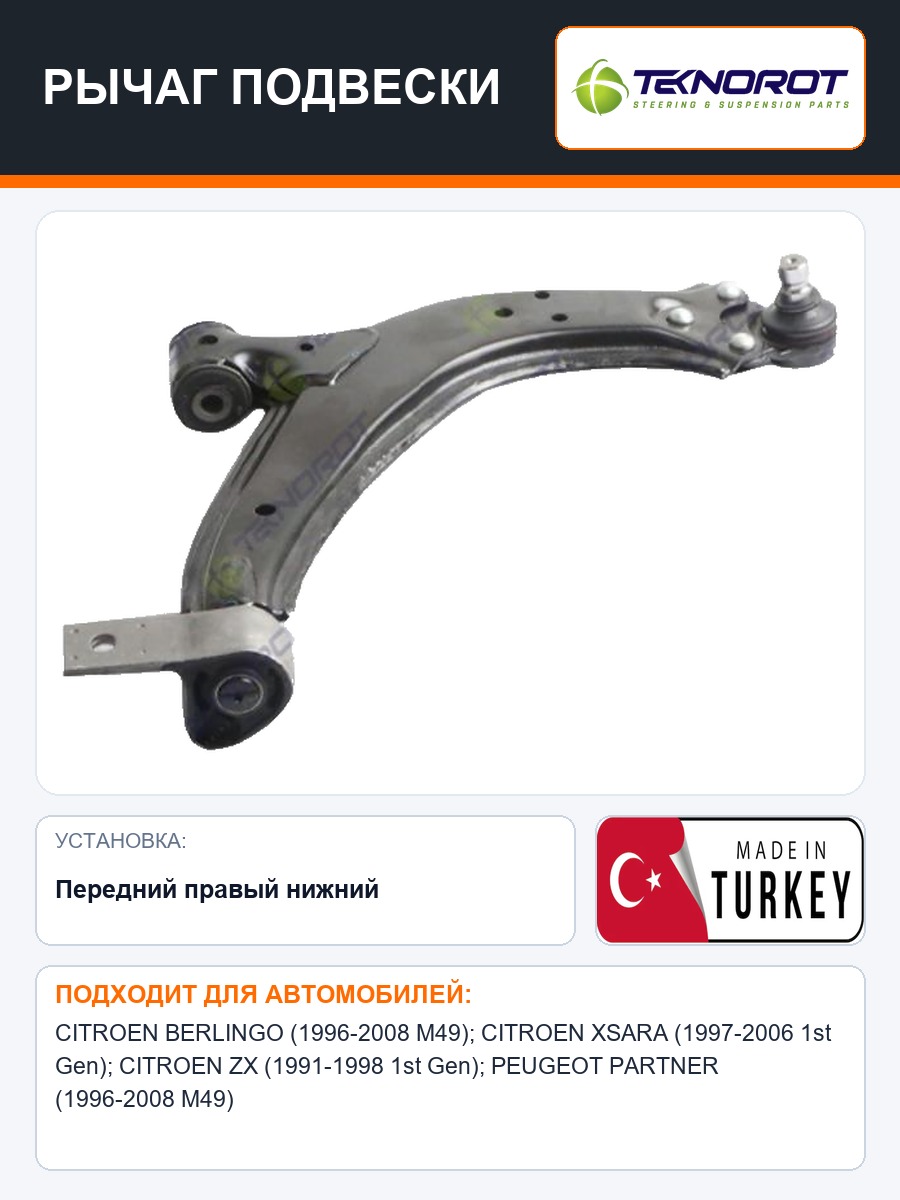 РЫЧАГ ПОДВЕСКИ
TEKNOROT
STEERING & SUSPENSION PARTS
TEKNOROT
УСТАНОВКА:
Передний правый нижний
MADE IN
TURKEY
ПОДХОДИТ ДЛЯ АВТОМОБИЛЕЙ:
CITROEN BERLINGO (1996-2008 M49); CITROEN XSARA (1997-2006 1st
Gen); CITROEN ZX (1991-1998 1st Gen); PEUGEOT PARTNER
(1996-2008 M49)